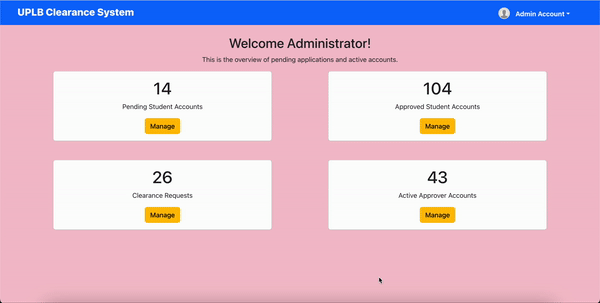 UPLB Clearance System
Admin Account
Welcome Administrator!
This is the overview of pending applications and active accounts.
14
Pending Student Accounts
Manage
104
Approved Student Accounts
Manage
26
Clearance Requests
Manage
43
Active Approver Accounts
Manage